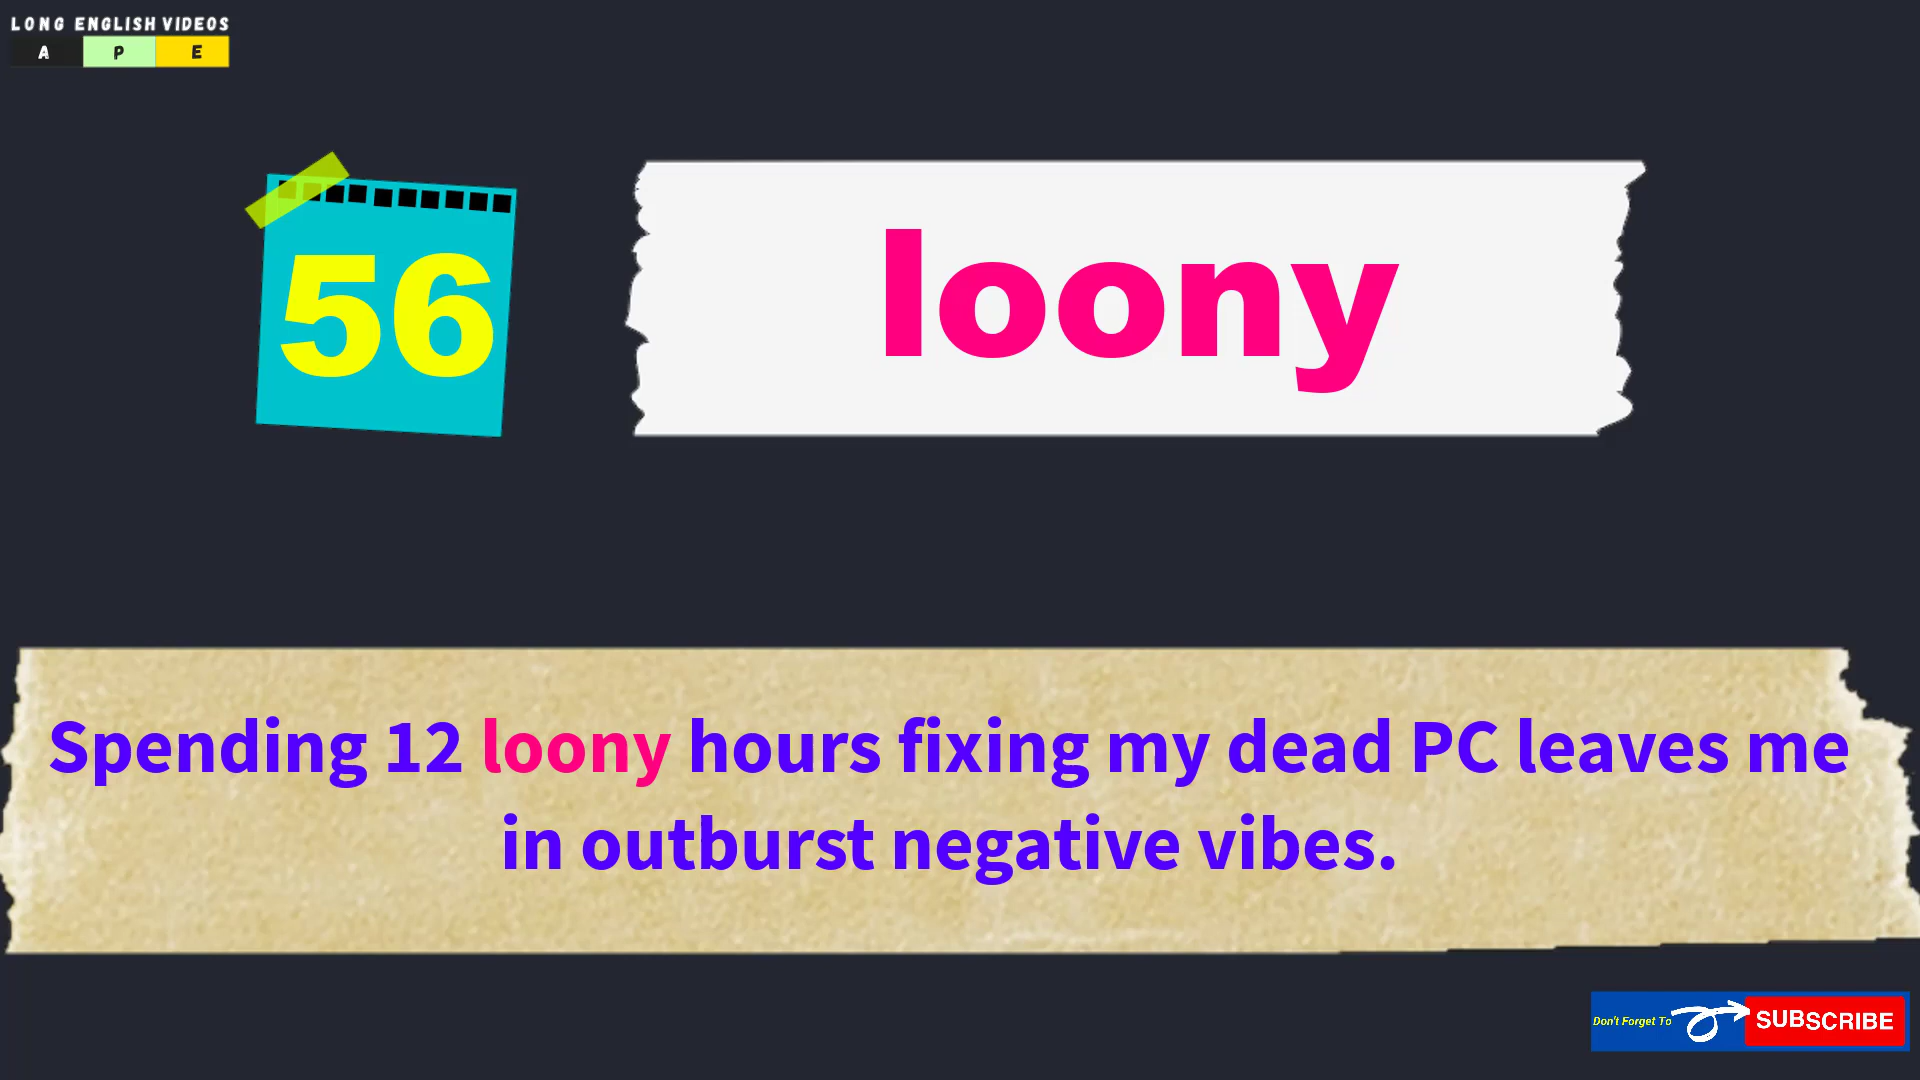 LONG ENGLISH VIDEOS
A P E
56
loony
Spending 12 loony hours fixing my dead PC leaves me
in outburst negative vibes.
Don't Forget To
SUBSCRIBE